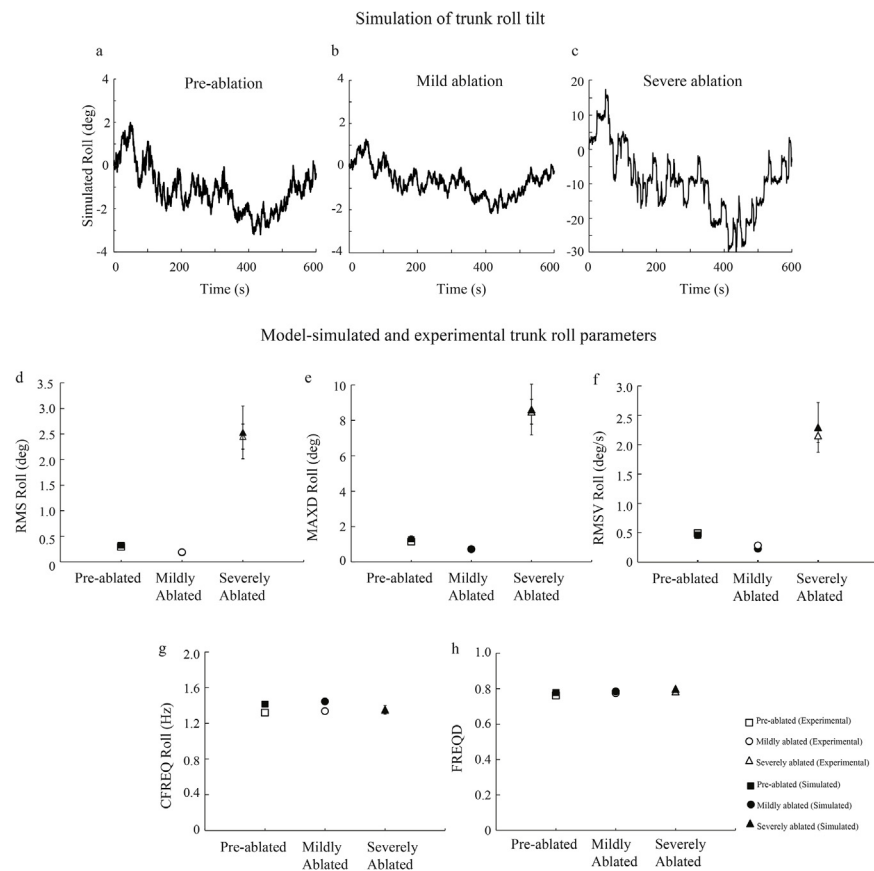 Simulation of trunk roll tilt
a
b
c
Pre-ablation
Mild ablation
Severe ablation
Simulated Roll (deg)
4
2
0
-2
-4
0
200
400
600
Time (s)
4
2
0
-2
-4
0
200
400
600
Time (s)
20
10
0
-10
-20
-30
0
200
400
600
Time (s)
Model-simulated and experimental trunk roll parameters
d
RMS Roll (deg)
3.5
3.0
2.5
2.0
1.5
1.0
0.5
0
Pre-ablated
Mildly
Ablated
Severely
Ablated
e
MAXD Roll (deg)
10
8
6
4
2
0
Pre-ablated
Mildly
Ablated
Severely
Ablated
f
RMSV Roll (deg/s)
3.0
2.5
2.0
1.5
1.0
0.5
0
Pre-ablated
Mildly
Ablated
Severely
Ablated
g
CFREQ Roll (Hz)
2.0
1.6
1.2
0.8
0.4
0
Pre-ablated
Mildly
Ablated
Severely
Ablated
h
FREQD
1.0
0.8
0.6
0.4
0.2
0
Pre-ablated
Mildly
Ablated
Severely
Ablated
Pre-ablated (Experimental)
Mildly ablated (Experimental)
Severely ablated (Experimental)
Pre-ablated (Simulated)
Mildly ablated (Simulated)
Severely ablated (Simulated)